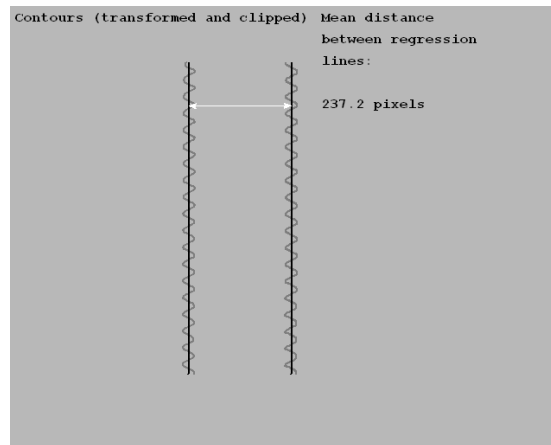 Contours (transformed and clipped)
Mean distance
between regression
lines:
237.2 pixels